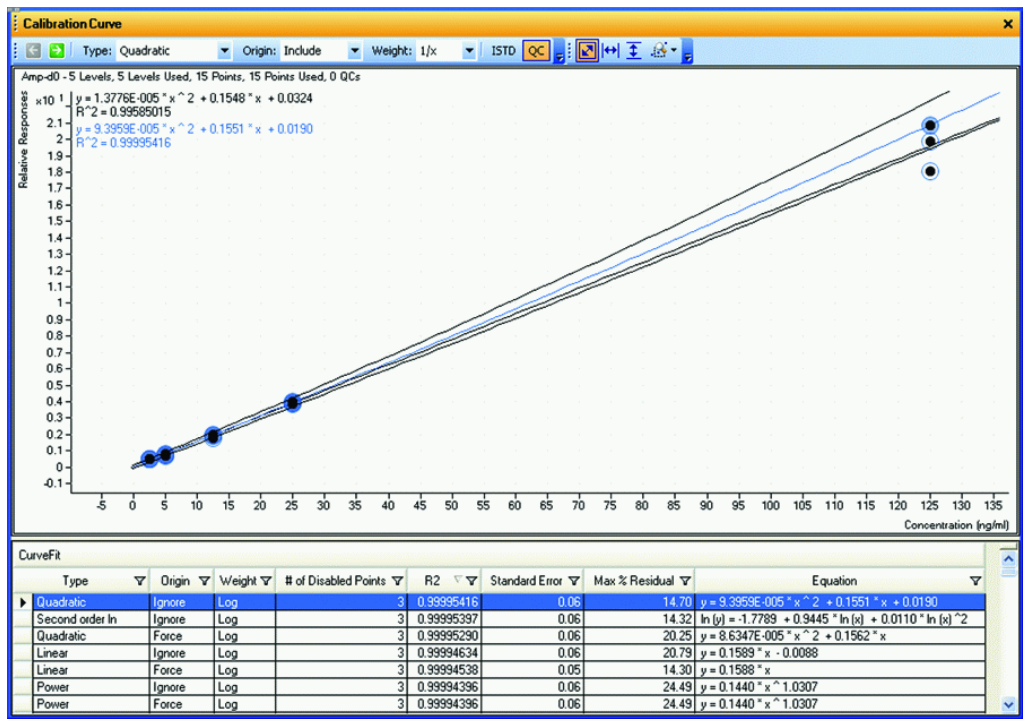 Calibration Curve
Type: Quadratic Origin: Include Weight: 1/x ISTD QC
Amp-d0 - 5 Levels, 5 Levels Used, 15 Points, 15 Points Used, 0 QCs
Relative Responses
x10 1
y = 1.3776E-005 * x ^ 2 + 0.1548 * x + 0.0324
R^2 = 0.99585015
y = 9.3959E-005 * x ^ 2 + 0.1551 * x + 0.0190
R^2 = 0.99995416
2.1
2
1.9
1.8
1.7
1.6
1.5
1.4
1.3
1.2
1.1
1
0.9
0.8
0.7
0.6
0.5
0.4
0.3
0.2
0.1
0
-0.1
-5 0 5 10 15 20 25 30 35 40 45 50 55 60 65 70 75 80 85 90 95 100 105 110 115 120 125 130 135
Concentration (ng/ml)
CurveFit
Type Origin Weight # of Disabled Points R2 Standard Error Max % Residual Equation
Quadratic Ignore Log 3 0.99995416 0.06 14.70 y = 9.3959E-005 * x ^ 2 + 0.1551 * x + 0.0190
Second order ln Ignore Log 3 0.99995397 0.06 14.32 ln (y) = -1.7789 + 0.9445 * ln (x) + 0.0110 * ln (x) ^2
Quadratic Force Log 3 0.99995290 0.06 20.25 y = 8.6347E-005 * x ^ 2 + 0.1562 * x
Linear Ignore Log 3 0.99994634 0.06 20.79 y = 0.1589 * x - 0.0088
Linear Force Log 3 0.99994538 0.05 14.30 y = 0.1588 * x
Power Ignore Log 3 0.99994396 0.06 24.49 y = 0.1440 * x ^ 1.0307
Power Force Log 3 0.99994396 0.06 24.49 y = 0.1440 * x ^ 1.0307